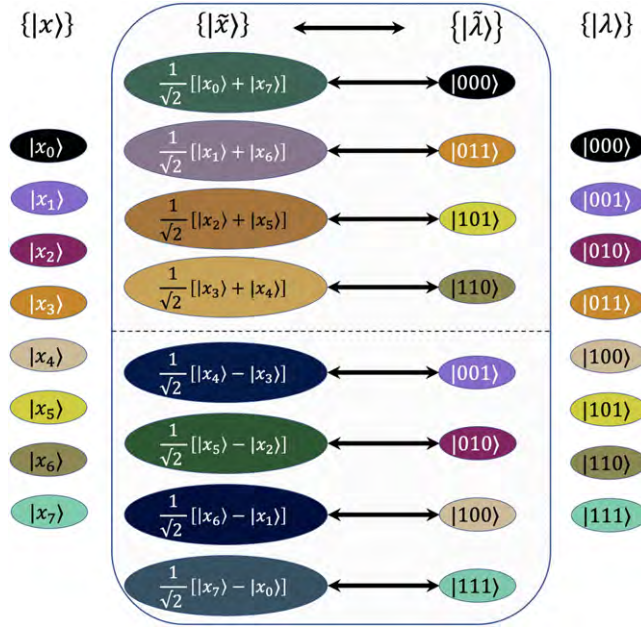 {|x⟩} {|x̃⟩} {|λ̃⟩} {|λ⟩}
1/√2 [|x₀⟩ + |x₇⟩] |000⟩
|x₀⟩ 1/√2 [|x₁⟩ + |x₆⟩] |011⟩ |000⟩
|x₁⟩ |001⟩
1/√2 [|x₂⟩ + |x₅⟩] |101⟩
|x₂⟩ |010⟩
|x₃⟩ 1/√2 [|x₃⟩ + |x₄⟩] |110⟩ |011⟩
|x₄⟩ 1/√2 [|x₄⟩ − |x₃⟩] |001⟩ |100⟩
|x₅⟩ |101⟩
1/√2 [|x₅⟩ − |x₂⟩] |010⟩
|x₆⟩ |110⟩
|x₇⟩ 1/√2 [|x₆⟩ − |x₁⟩] |100⟩ |111⟩
1/√2 [|x₇⟩ − |x₀⟩] |111⟩